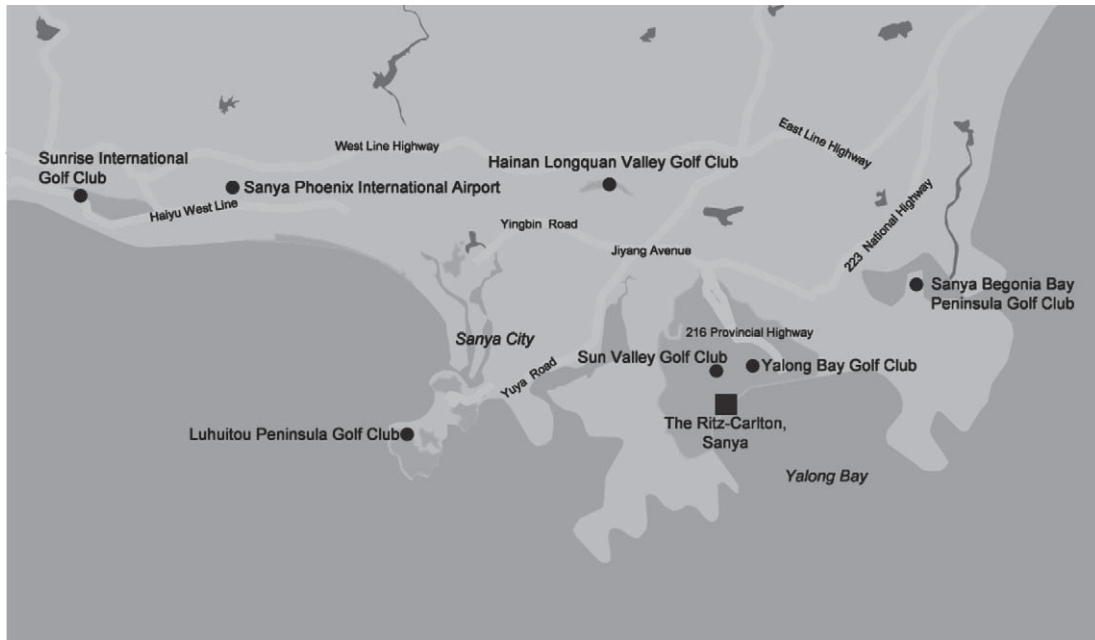 West Line Highway
East Line Highway
Sunrise International
Golf Club
Hainan Longquan Valley Golf Club
Sanya Phoenix International Airport
Haiyu West Line
Yingbin Road
Jiyang Avenue
223 National Highway
Sanya Begonia Bay
Peninsula Golf Club
Sanya City
216 Provincial Highway
Sun Valley Golf Club
Yalong Bay Golf Club
Yuya Road
The Ritz-Carlton,
Sanya
Luhuitou Peninsula Golf Club
Yalong Bay